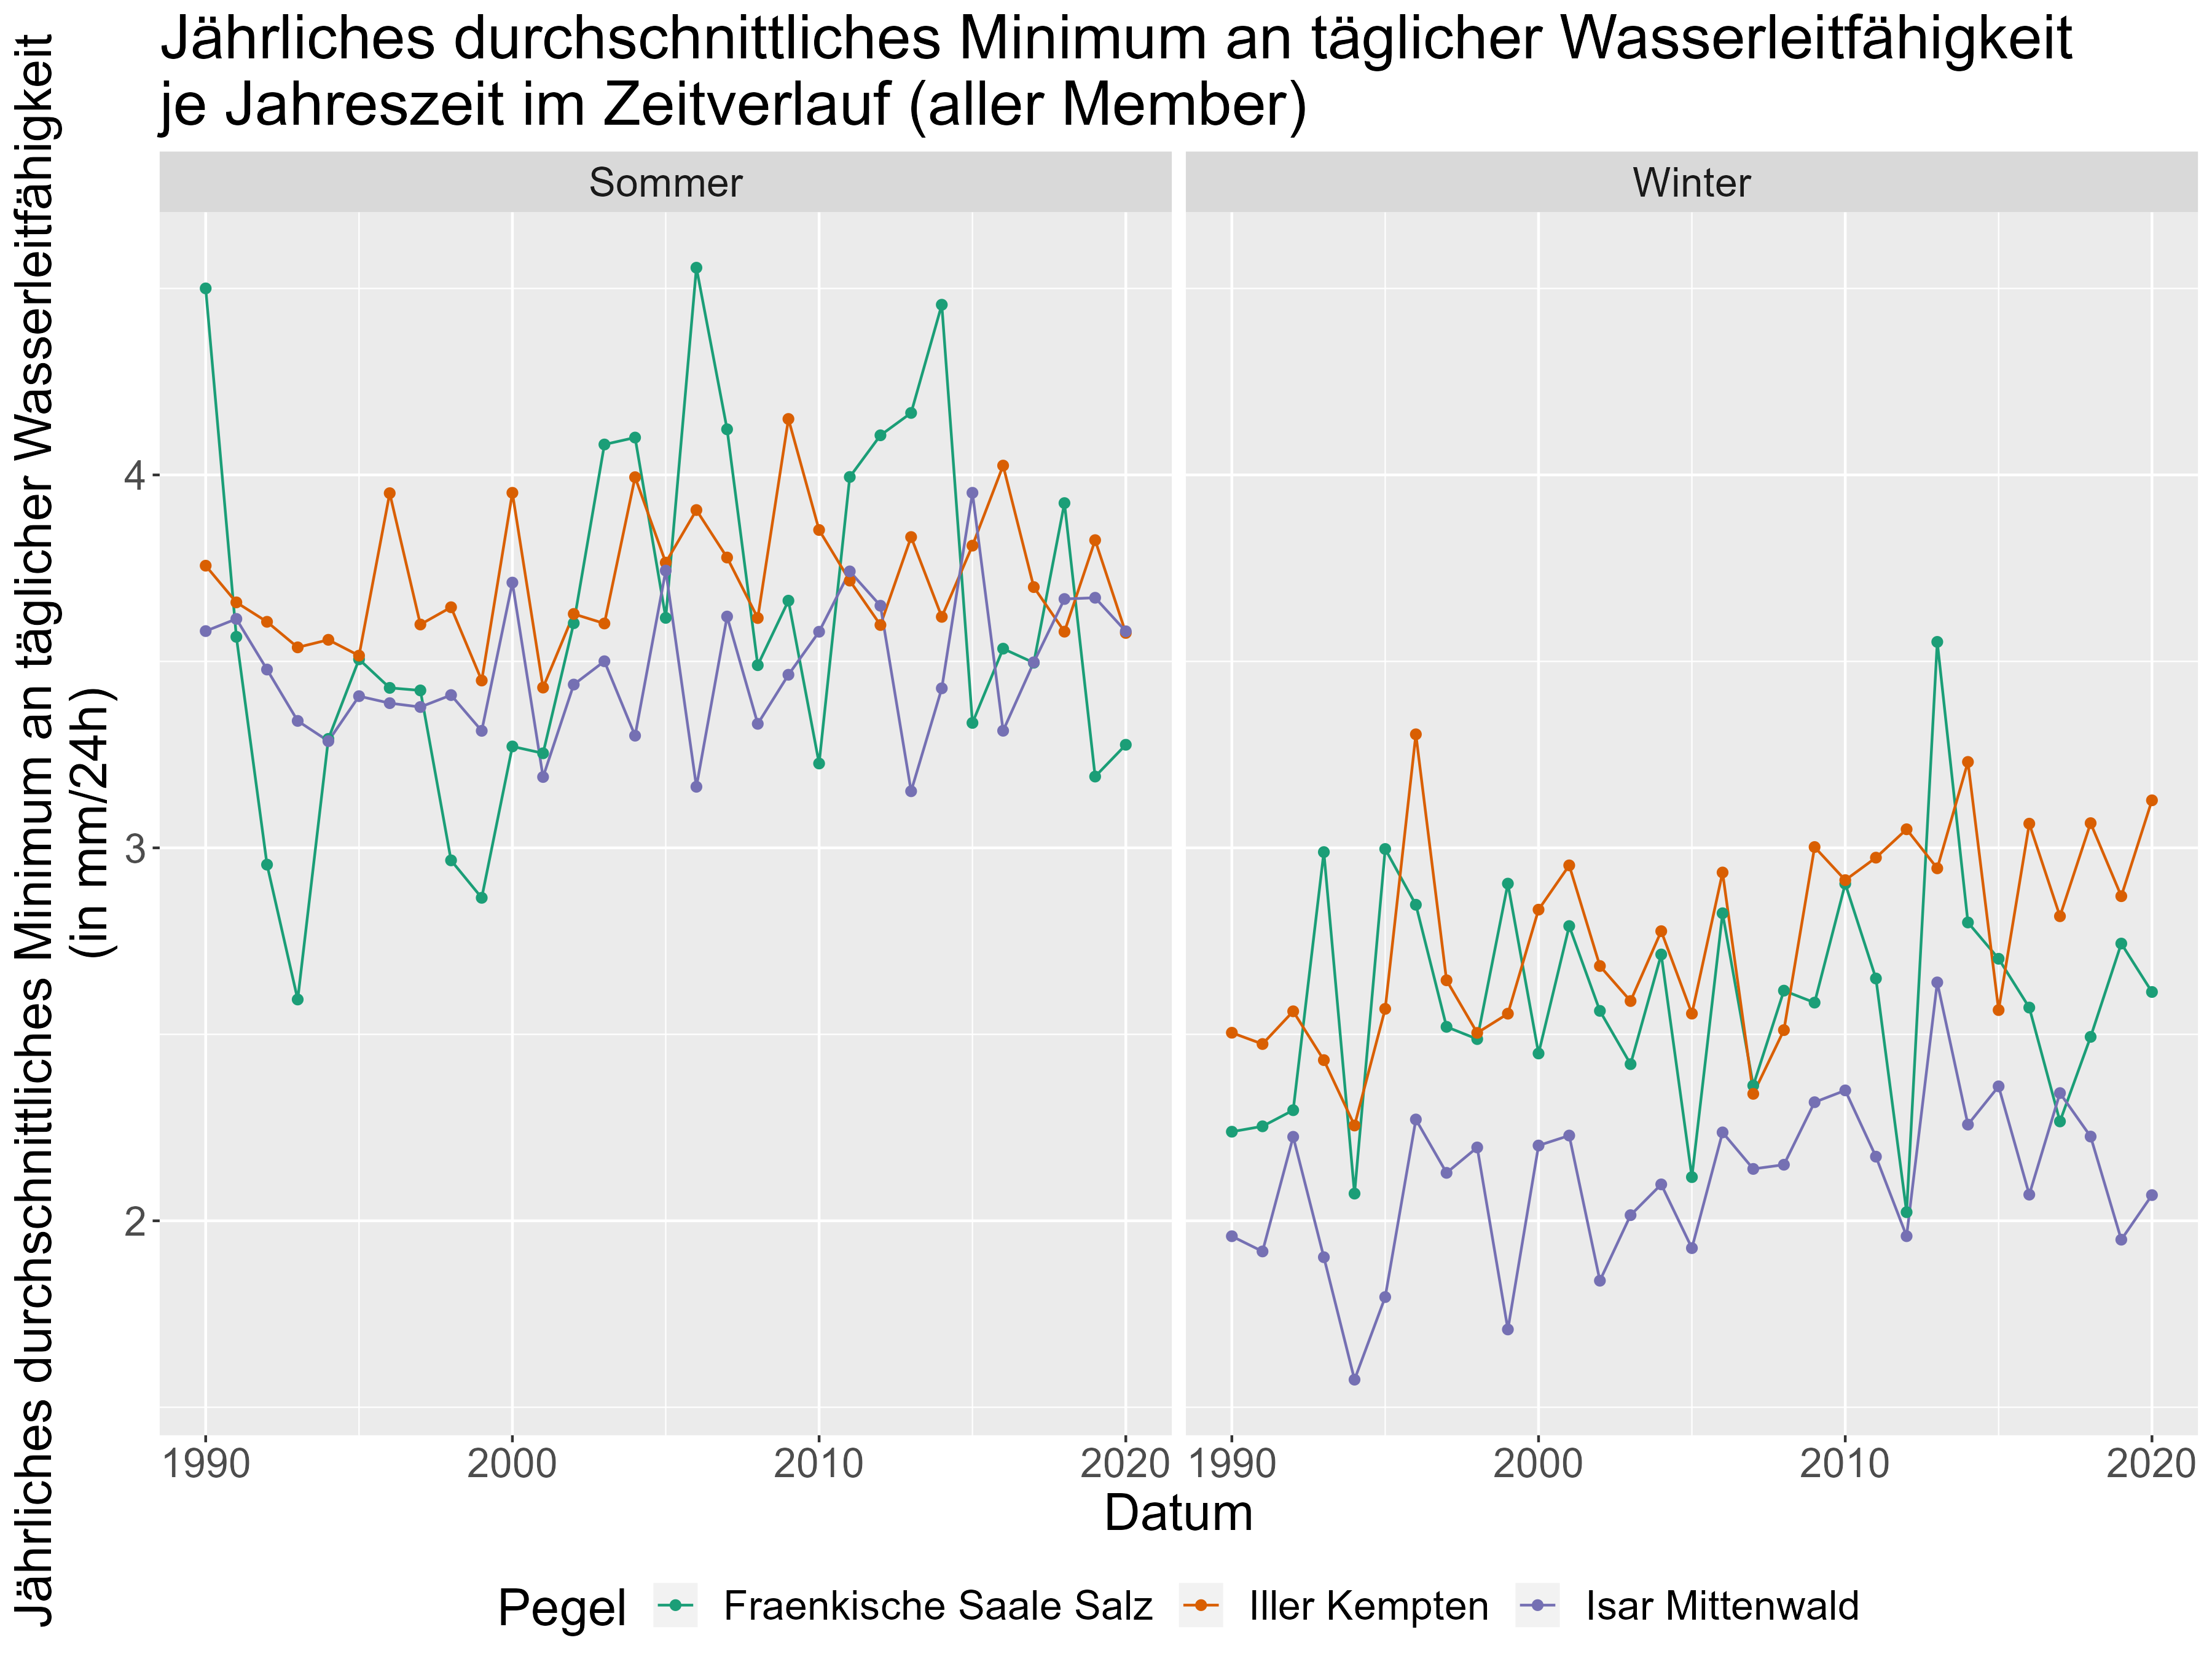 Jährliches durchschnittliches Minimum an täglicher Wasserleitfähigkeit
je Jahreszeit im Zeitverlauf (aller Member)
Jährliches durchschnittliches Minimum an täglicher Wasserleitfähigkeit
(in mm/24h)
Sommer
Winter
4
3
2
1990
2000
2010
2020
1990
2000
2010
2020
Datum
Pegel
Fraenkische Saale Salz
Iller Kempten
Isar Mittenwald